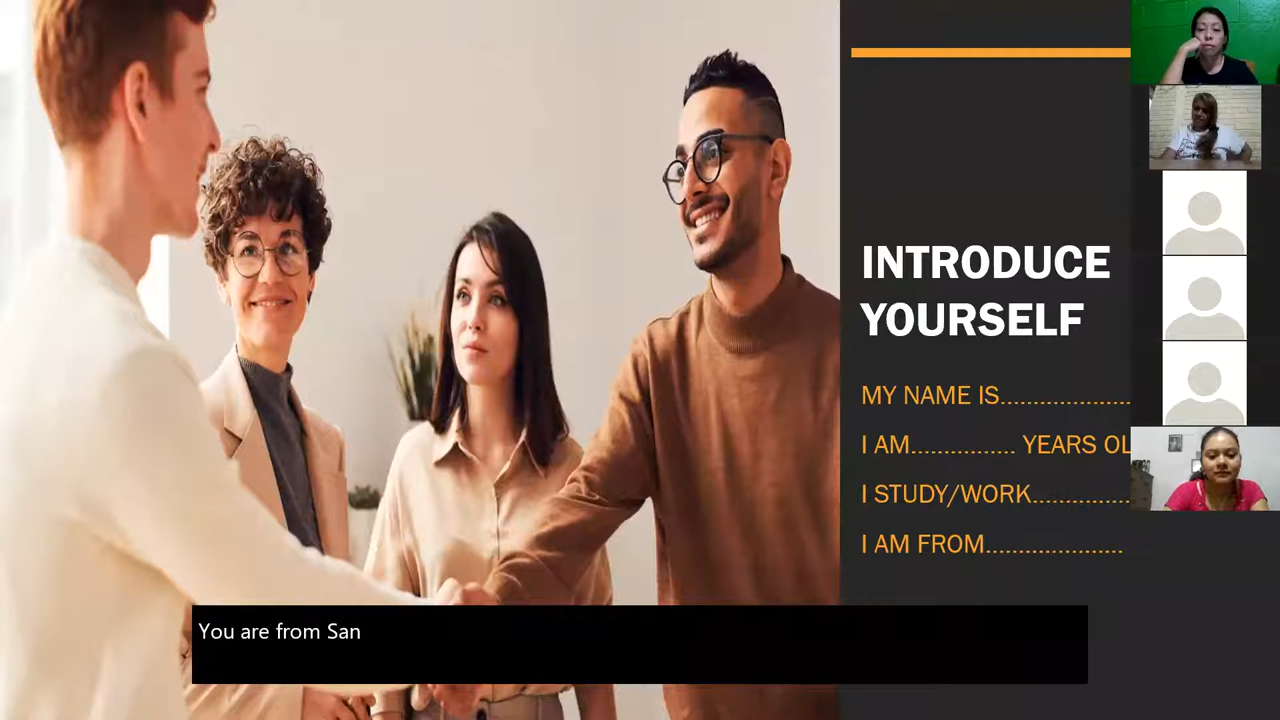 INTRODUCE
YOURSELF
MY NAME IS....................
I AM................ YEARS OL
I STUDY/WORK...............
I AM FROM.....................
You are from San